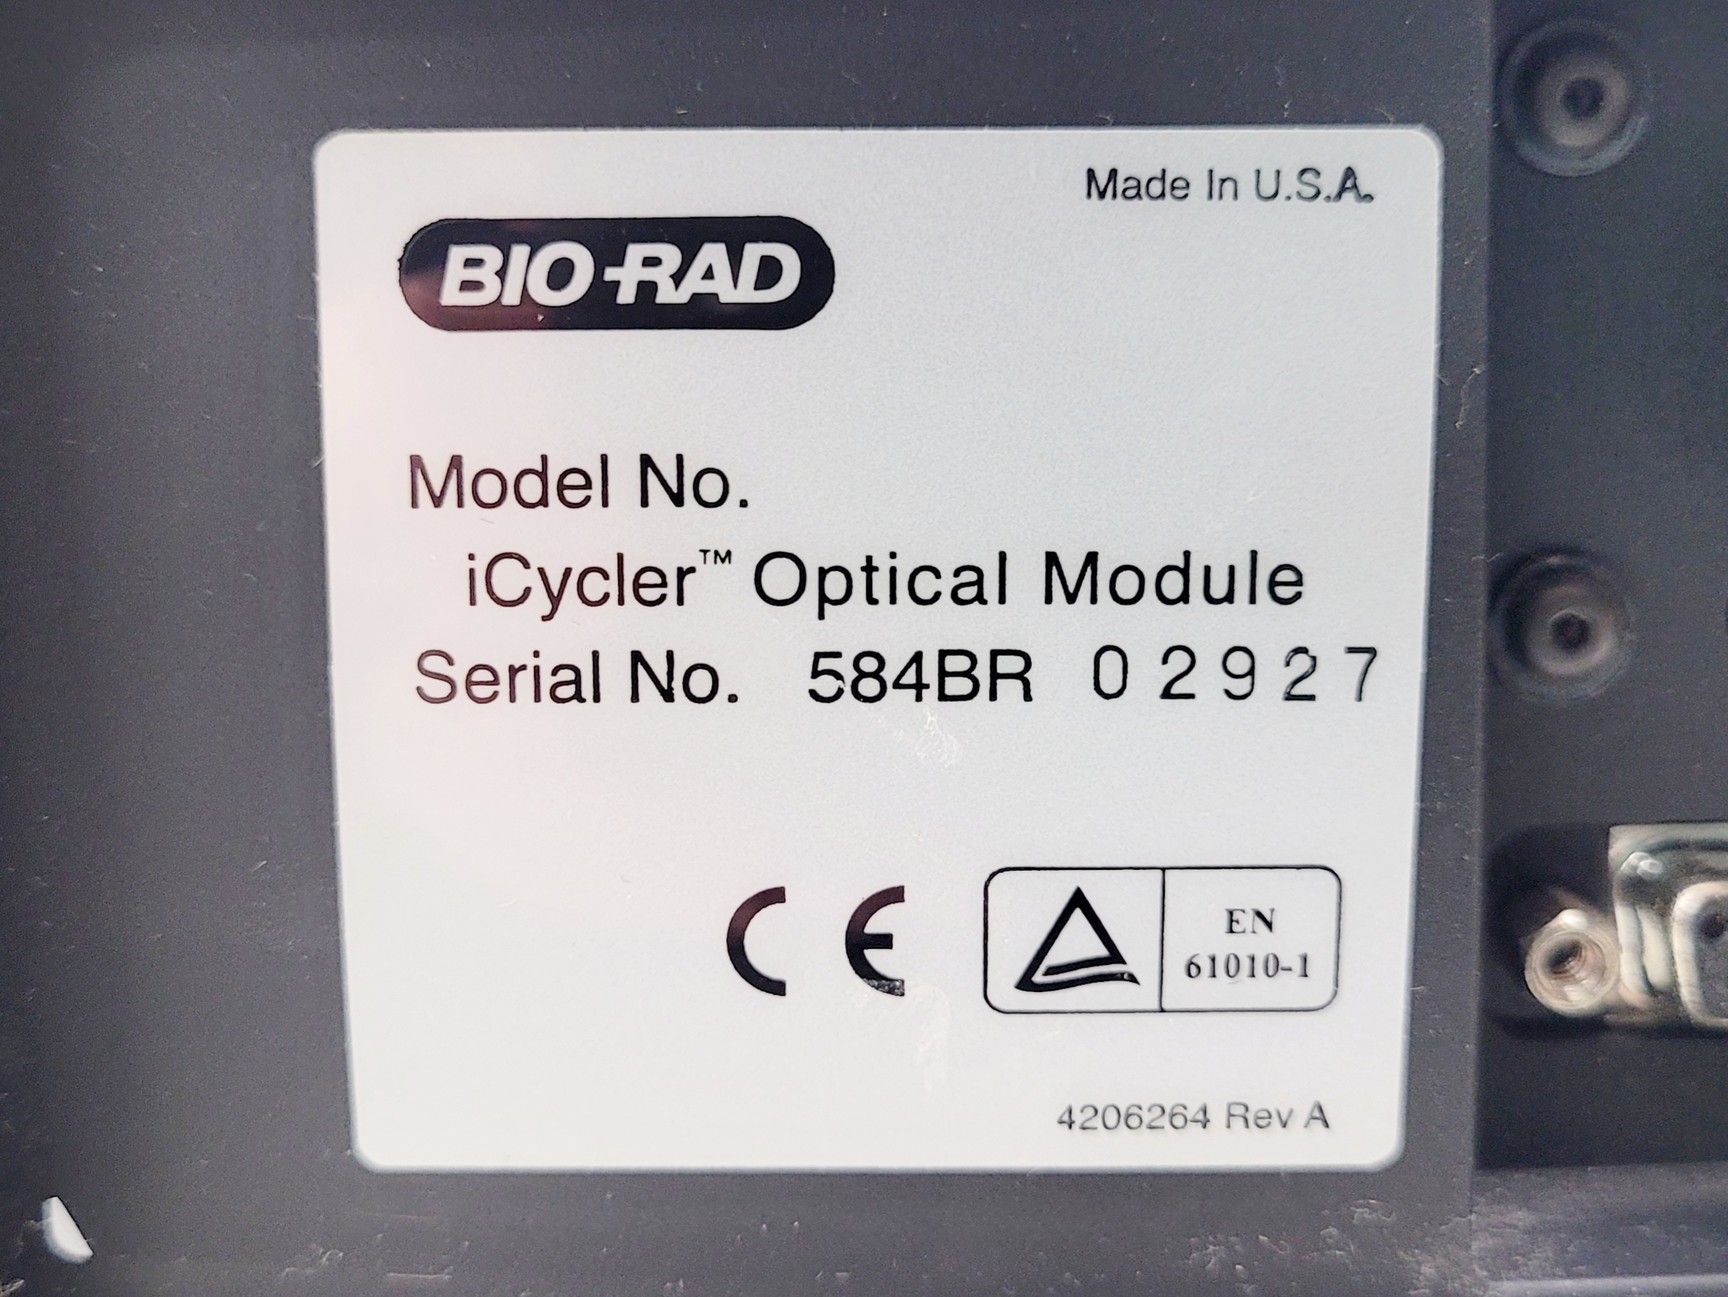 Made In U.S.A.
BIO-RAD
Model No.
iCycler™ Optical Module
Serial No. 584BR 02927
CE
EN
61010-1
4206264 Rev A